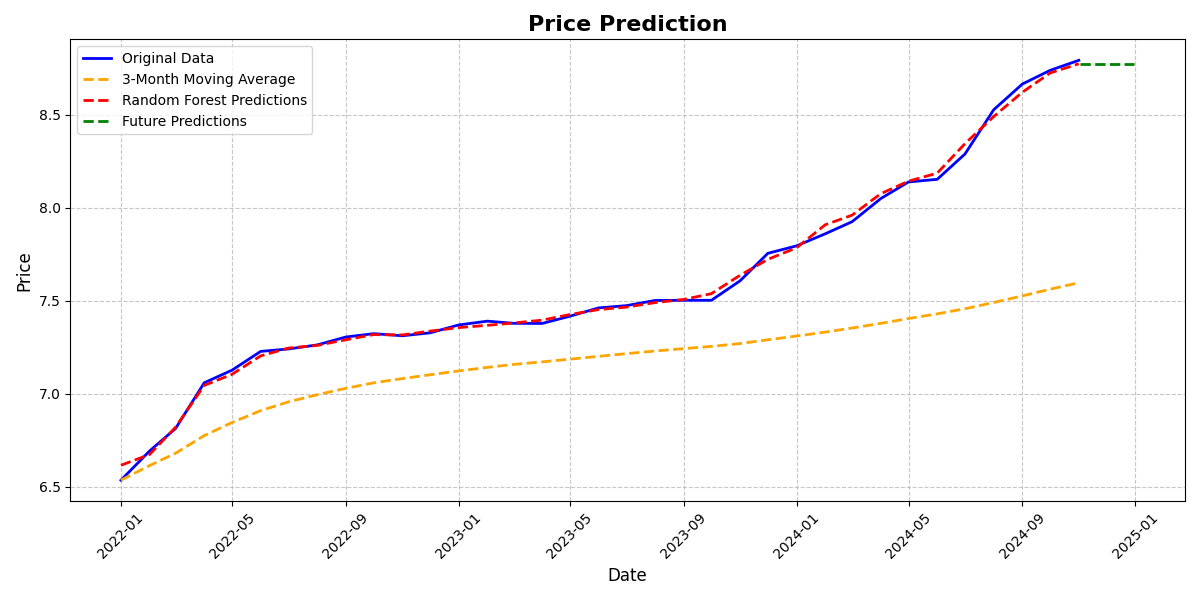 Price Prediction
Original Data
3-Month Moving Average
Random Forest Predictions
Future Predictions
Price
8.5
8.0
7.5
7.0
6.5
2022-01
2022-05
2022-09
2023-01
2023-05
2023-09
2024-01
2024-05
2024-09
2025-01
Date